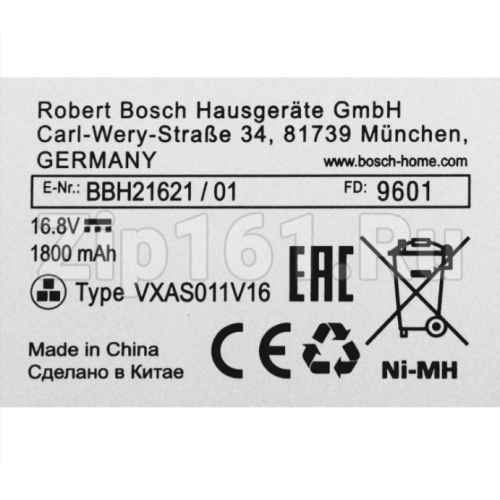 Robert Bosch Hausgeräte GmbH
Carl-Wery-Straße 34, 81739 München,
GERMANY
www.bosch-home.com
E-Nr.: BBH21621 / 01 FD: 9601
16.8V
1800 mAh
Zip161.Ru
Type VXAS011V16
EAC
CE
Made in China
Сделано в Китае
Ni-MH